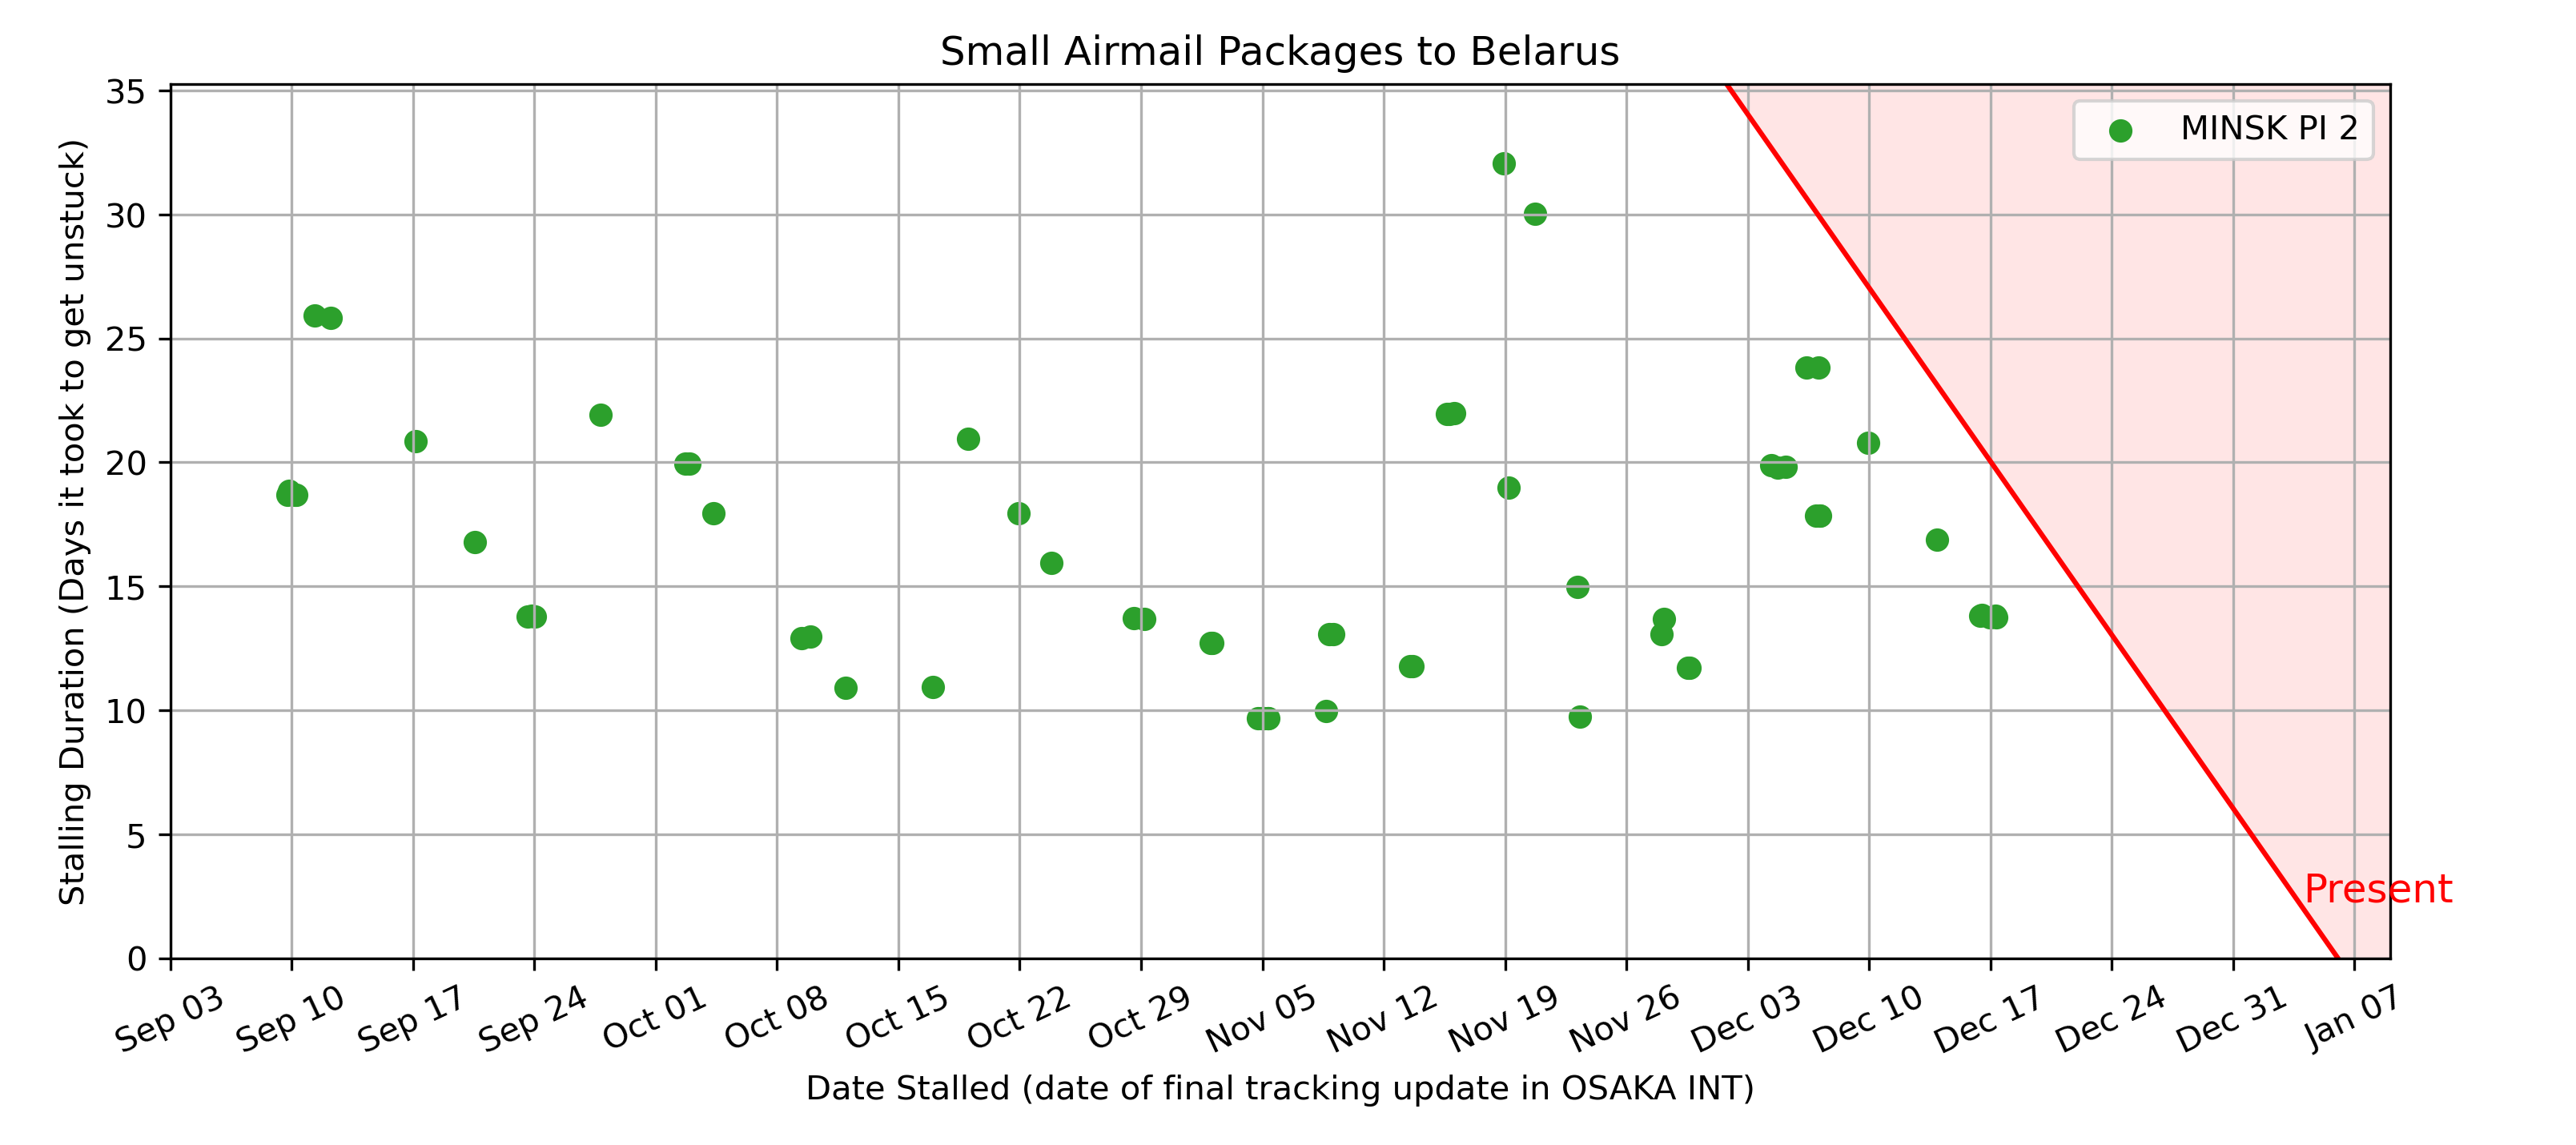 Small Airmail Packages to Belarus
MINSK PI 2
35
30
25
20
15
10
5
0
Stalling Duration (Days it took to get unstuck)
Present
Sep 03
Sep 10
Sep 17
Sep 24
Oct 01
Oct 08
Oct 15
Oct 22
Oct 29
Nov 05
Nov 12
Nov 19
Nov 26
Dec 03
Dec 10
Dec 17
Dec 24
Dec 31
Jan 07
Date Stalled (date of final tracking update in OSAKA INT)